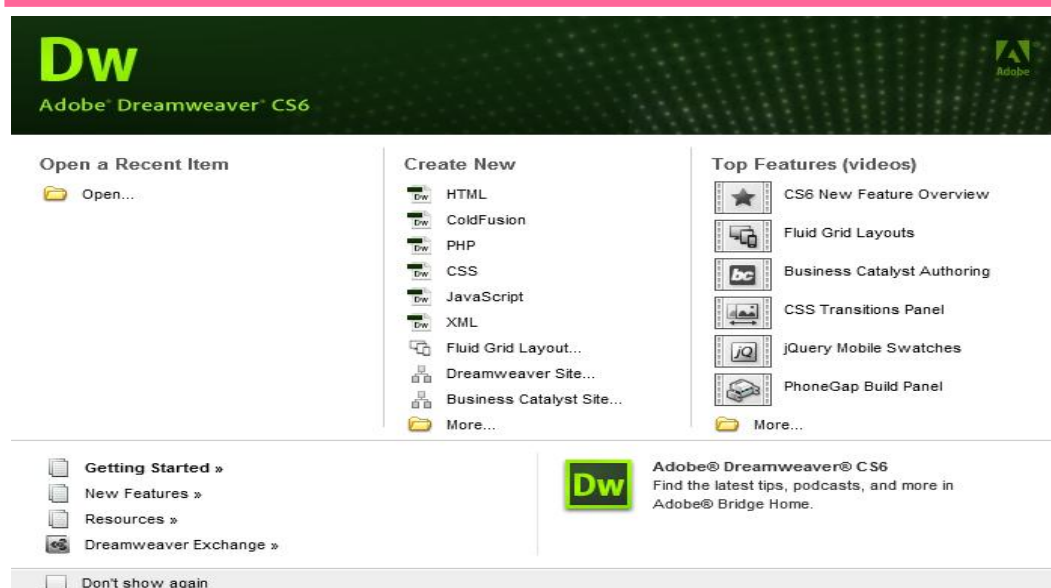 Dw
Adobe® Dreamweaver® CS6
Adobe
Open a Recent Item
Open...
Create New
HTML
ColdFusion
PHP
CSS
JavaScript
XML
Fluid Grid Layout...
Dreamweaver Site...
Business Catalyst Site...
More...
Top Features (videos)
CS6 New Feature Overview
Fluid Grid Layouts
bc
Business Catalyst Authoring
CSS Transitions Panel
jQ
jQuery Mobile Swatches
PhoneGap Build Panel
More...
Getting Started »
New Features »
Resources »
Dreamweaver Exchange »
Dw
Adobe® Dreamweaver® CS6
Find the latest tips, podcasts, and more in
Adobe® Bridge Home.
Don't show again